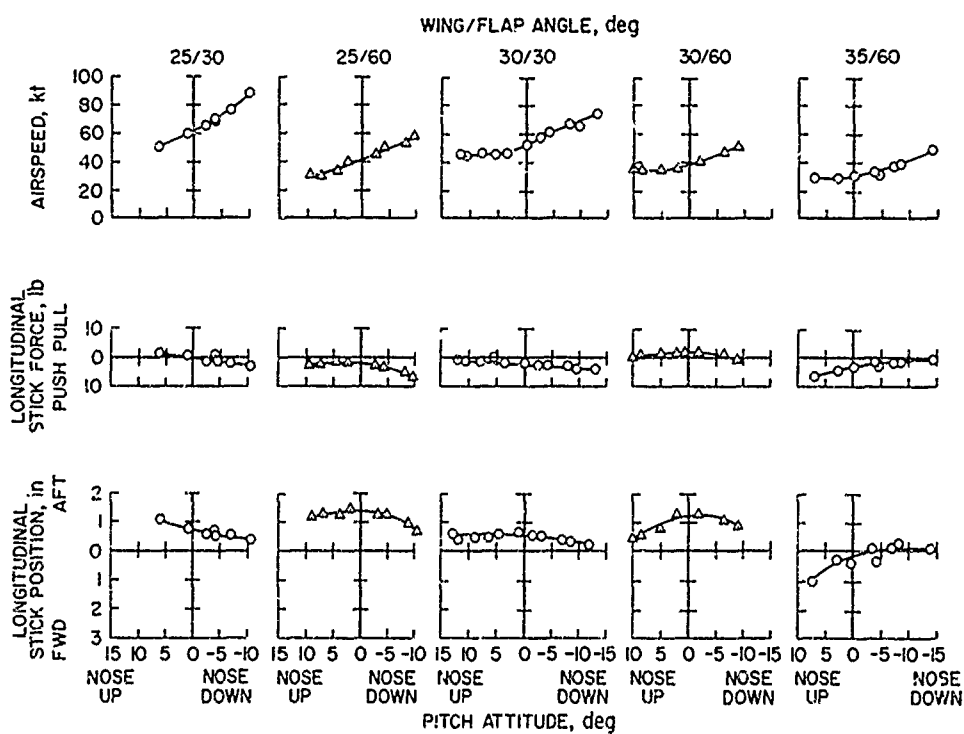 WING/FLAP ANGLE, deg
25/30 25/60 30/30 30/60 35/60
AIRSPEED, kt
100
80
60
40
20
0
LONGITUDINAL
STICK FORCE, lb
PUSH PULL
10
0
10
LONGITUDINAL
STICK POSITION, in
FWD AFT
2
1
0
1
2
3
15 10 5 0 -5 -10 15 10 5 0 -5 -10 15 10 5 0 -5 -10 -15 10 5 0 -5 -10 -15 10 5 0 -5 -10 -15
NOSE UP NOSE DOWN NOSE UP NOSE DOWN NOSE UP NOSE DOWN NOSE UP NOSE DOWN NOSE UP NOSE DOWN
PITCH ATTITUDE, deg